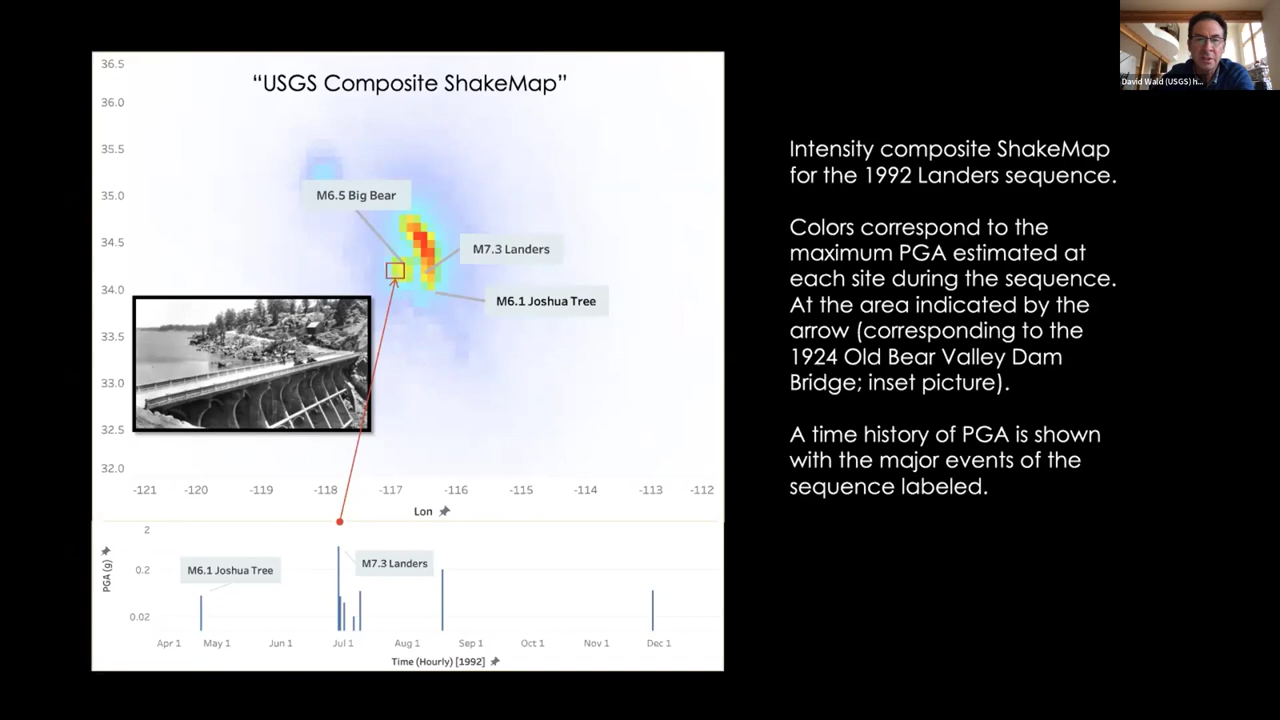 David Wald (USGS) h...
36.5
"USGS Composite ShakeMap"
36.0
35.5
35.0
M6.5 Big Bear
34.5
M7.3 Landers
34.0
M6.1 Joshua Tree
33.5
33.0
32.5
32.0
-121 -120 -119 -118 -117 -116 -115 -114 -113 -112
Lon
2
M7.3 Landers
M6.1 Joshua Tree
0.2
PGA (g)
0.02
Apr 1 May 1 Jun 1 Jul 1 Aug 1 Sep 1 Oct 1 Nov 1 Dec 1
Time (Hourly) [1992]
Intensity composite ShakeMap
for the 1992 Landers sequence.
Colors correspond to the
maximum PGA estimated at
each site during the sequence.
At the area indicated by the
arrow (corresponding to the
1924 Old Bear Valley Dam
Bridge; inset picture).
A time history of PGA is shown
with the major events of the
sequence labeled.